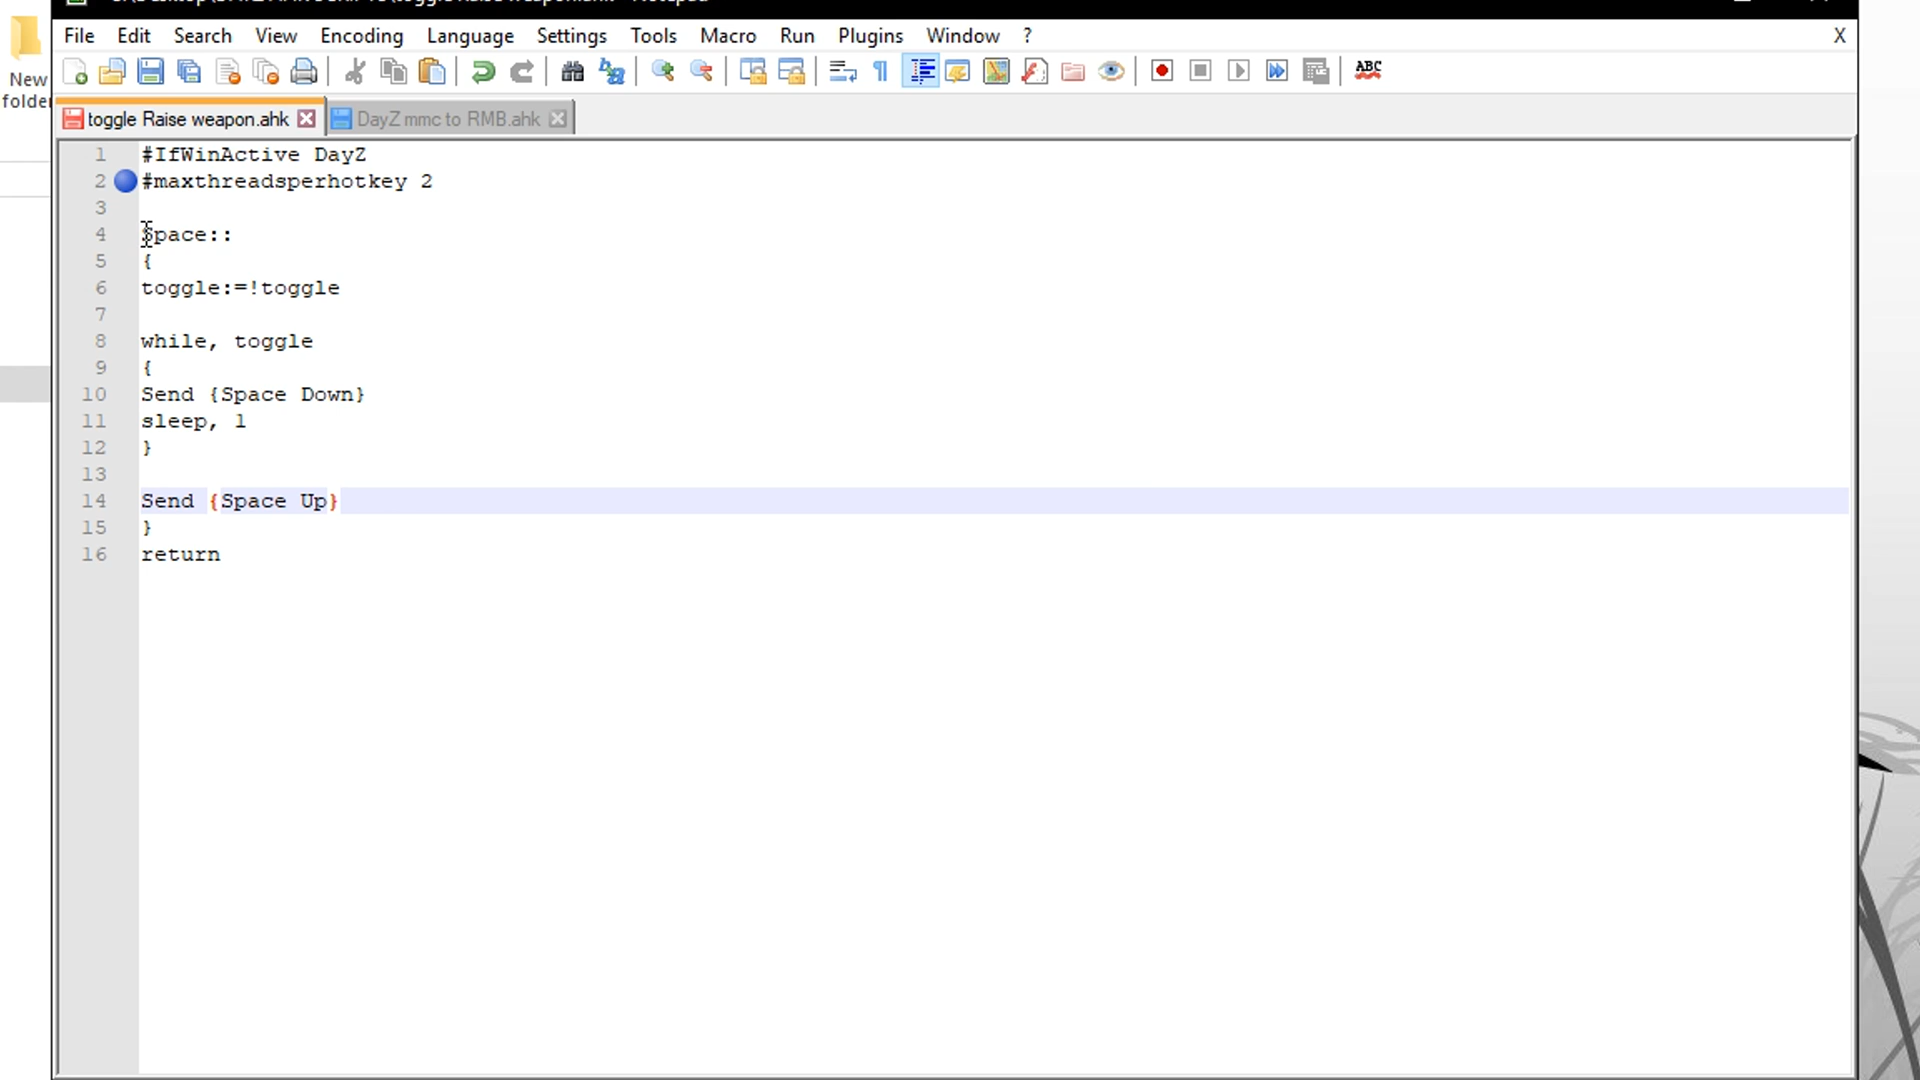 New
folder
File Edit Search View Encoding Language Settings Tools Macro Run Plugins Window ? X
ABC
toggle Raise weapon.ahk DayZ mmc to RMB.ahk
1 #IfWinActive DayZ
2 #maxthreadsperhotkey 2
3
4 Space::
5 {
6 toggle:=!toggle
7
8 while, toggle
9 {
10 Send {Space Down}
11 sleep, 1
12 }
13
14 Send {Space Up}
15 }
16 return